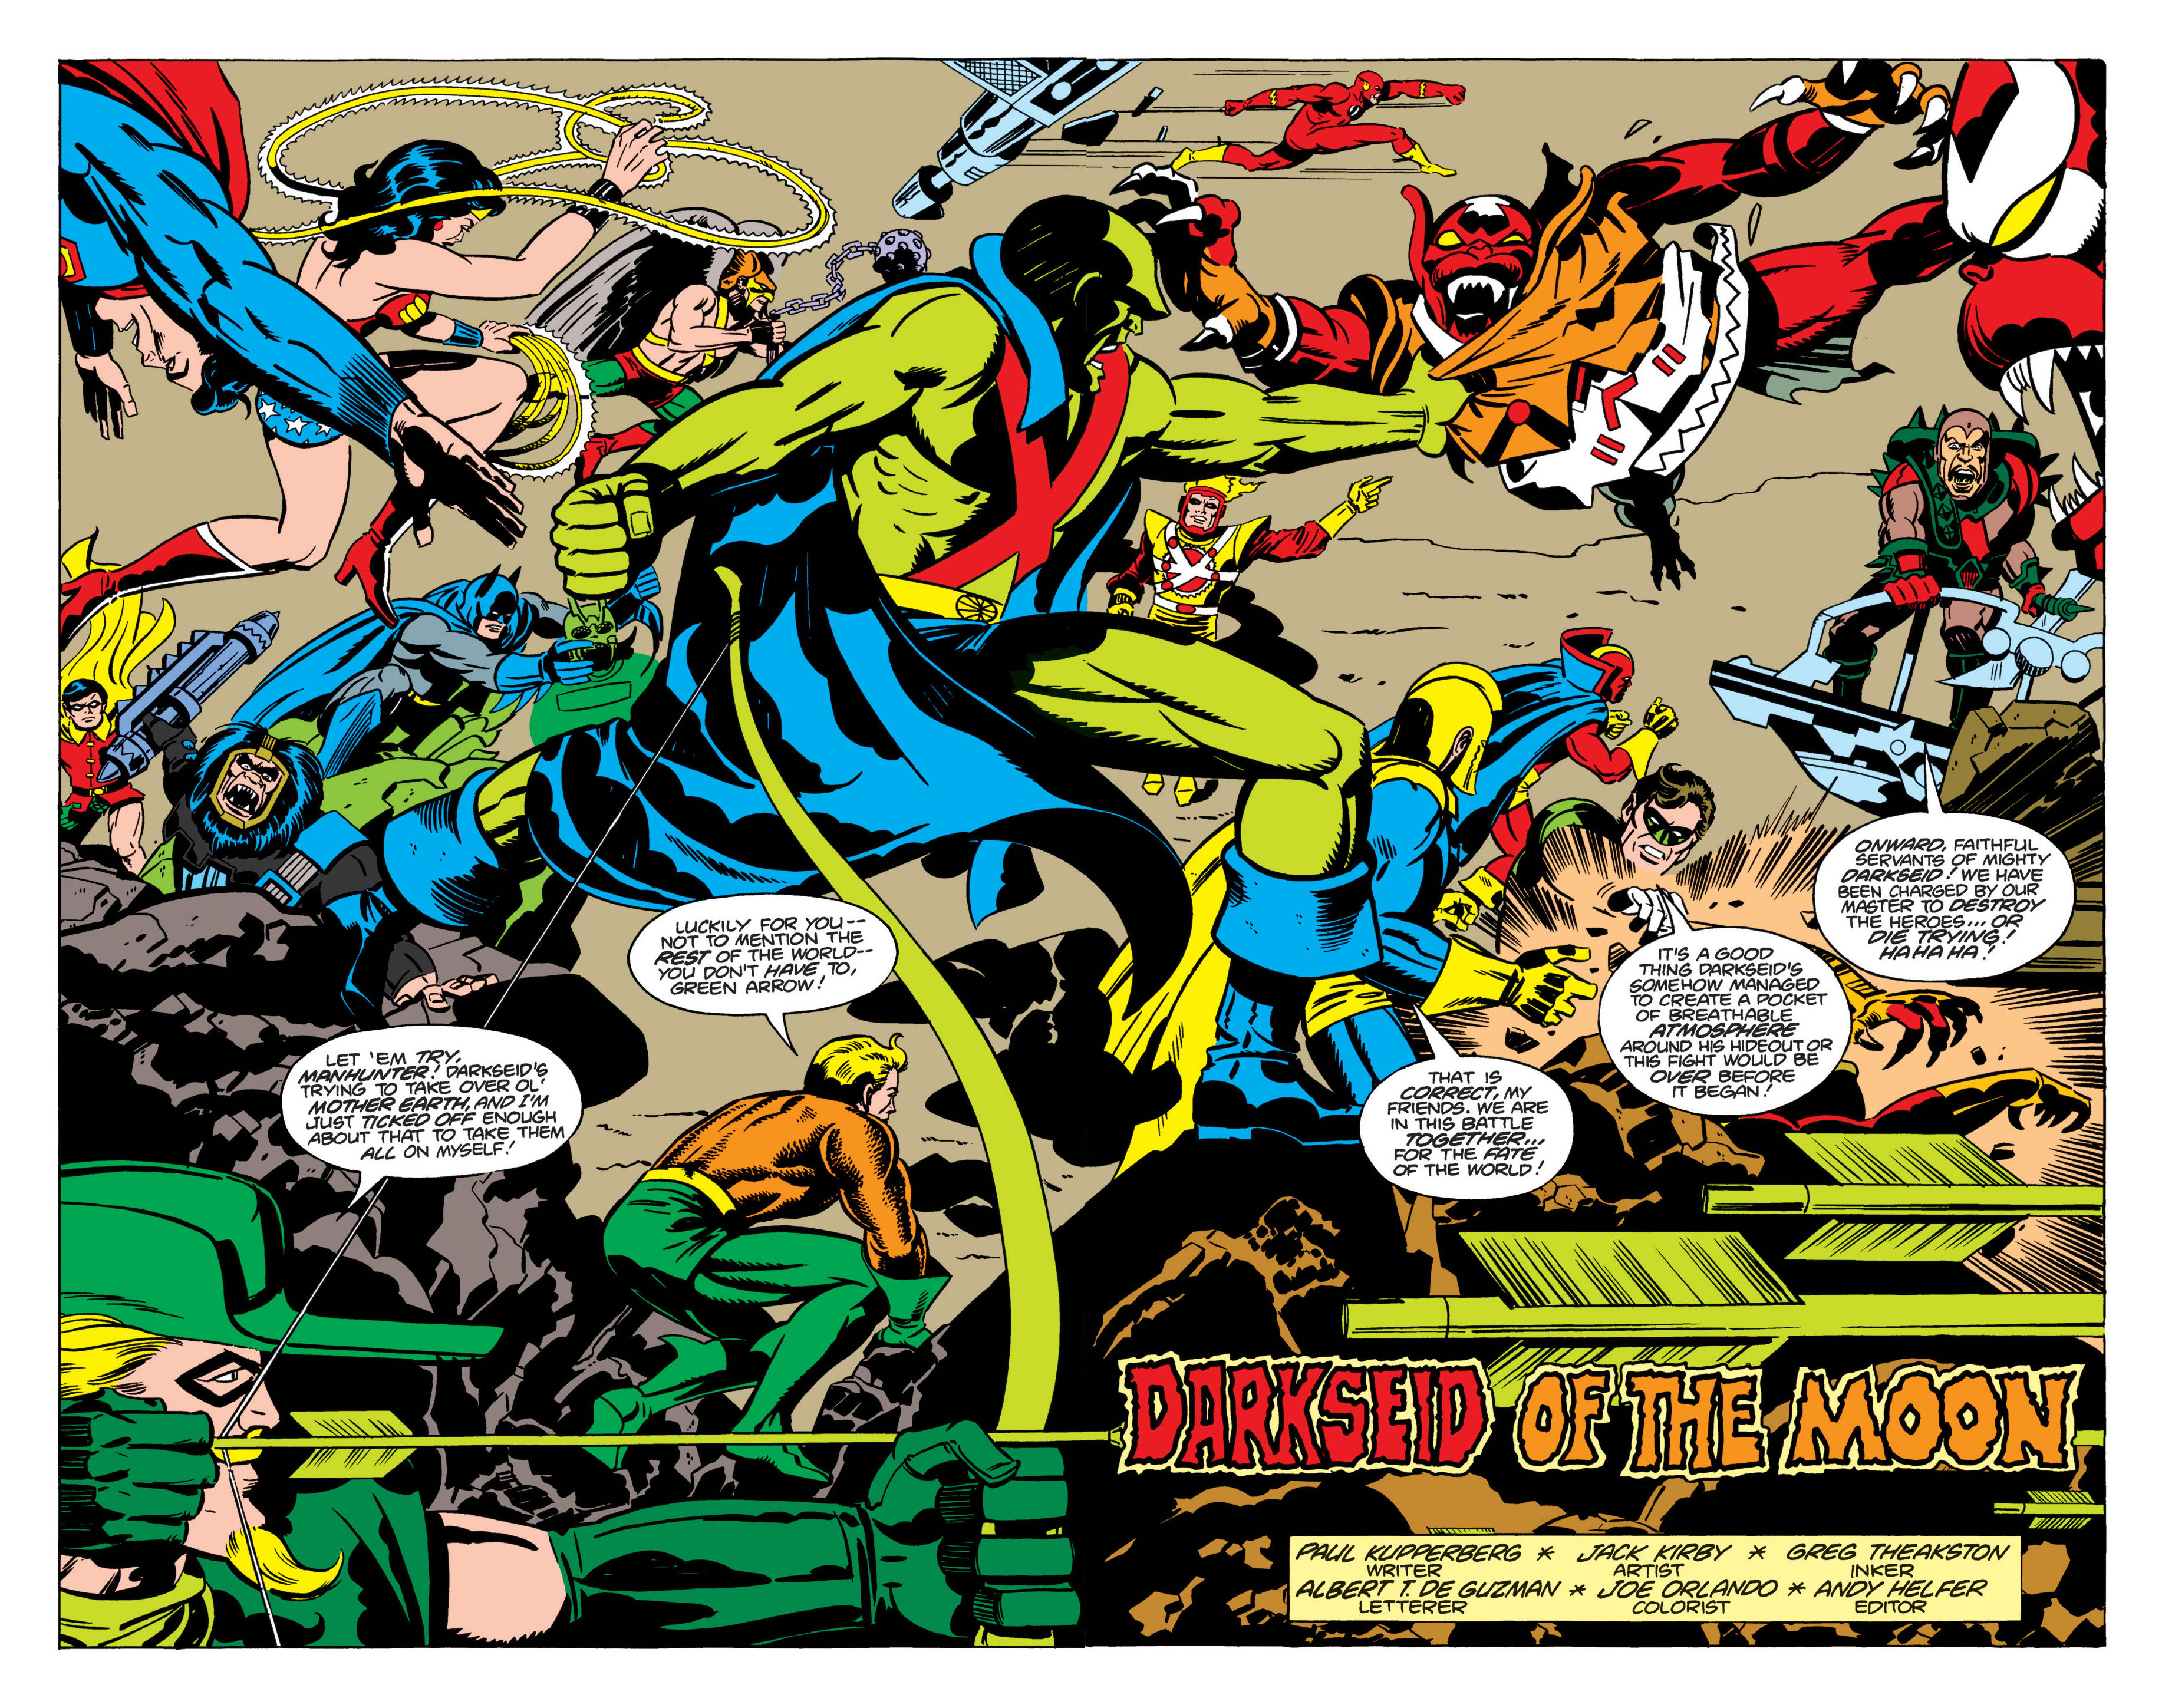 LUCKILY FOR YOU--
NOT TO MENTION THE
REST OF THE WORLD--
YOU DON'T HAVE TO,
GREEN ARROW!
LET 'EM TRY,
MANHUNTER! DARKSEID'S
TRYING TO TAKE OVER OL'
MOTHER EARTH, AND I'M
JUST TICKED OFF ENOUGH
ABOUT THAT TO TAKE THEM
ALL ON MYSELF!
ONWARD, FAITHFUL
SERVANTS OF MIGHTY
DARKSEID! WE HAVE
BEEN CHARGED BY OUR
MASTER TO DESTROY
THE HEROES... OR
DIE TRYING!
HA HA HA!
IT'S A GOOD
THING DARKSEID'S
SOMEHOW MANAGED
TO CREATE A POCKET
OF BREATHABLE
ATMOSPHERE
AROUND HIS HIDEOUT OR
THIS FIGHT WOULD BE
OVER BEFORE
IT BEGAN!
THAT IS
CORRECT, MY
FRIENDS. WE ARE
IN THIS BATTLE
TOGETHER...
FOR THE FATE
OF THE WORLD!
DARKSEID OF THE MOON
PAUL KUPPERBERG * JACK KIRBY * GREG THEAKSTON
WRITER ARTIST INKER
ALBERT T. DE GUZMAN * JOE ORLANDO * ANDY HELFER
LETTERER COLORIST EDITOR